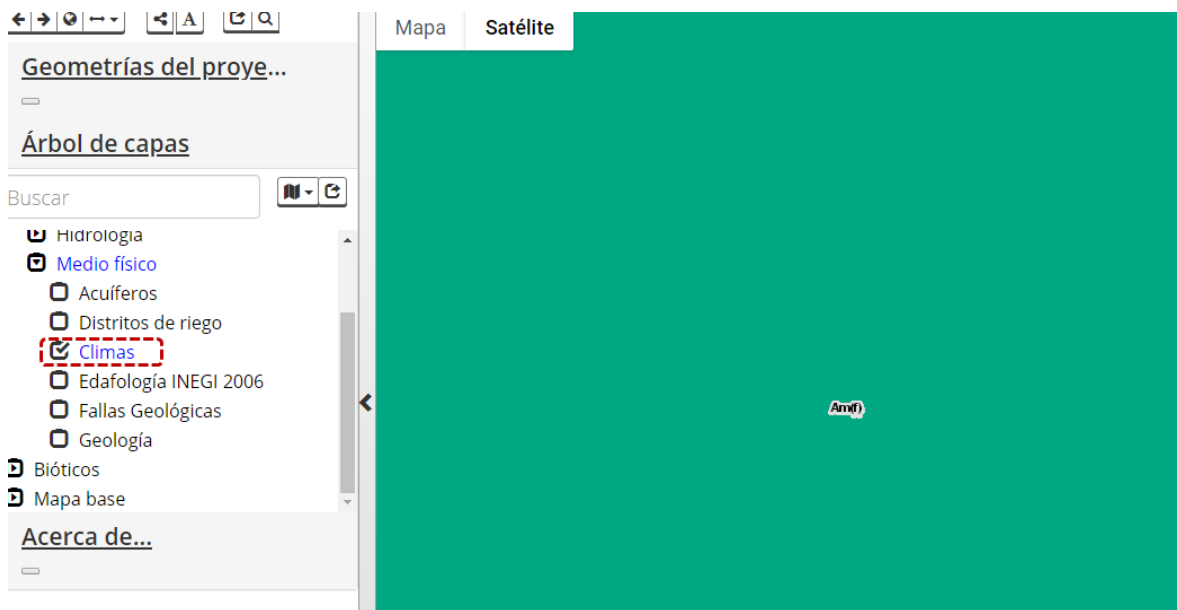 A
Mapa Satélite
Geometrías del proye...
Árbol de capas
Buscar
Hidrología
Medio físico
Acuíferos
Distritos de riego
Climas
Edafología INEGI 2006
Fallas Geológicas
Geología
Bióticos
Mapa base
Acerca de...
Am(f)